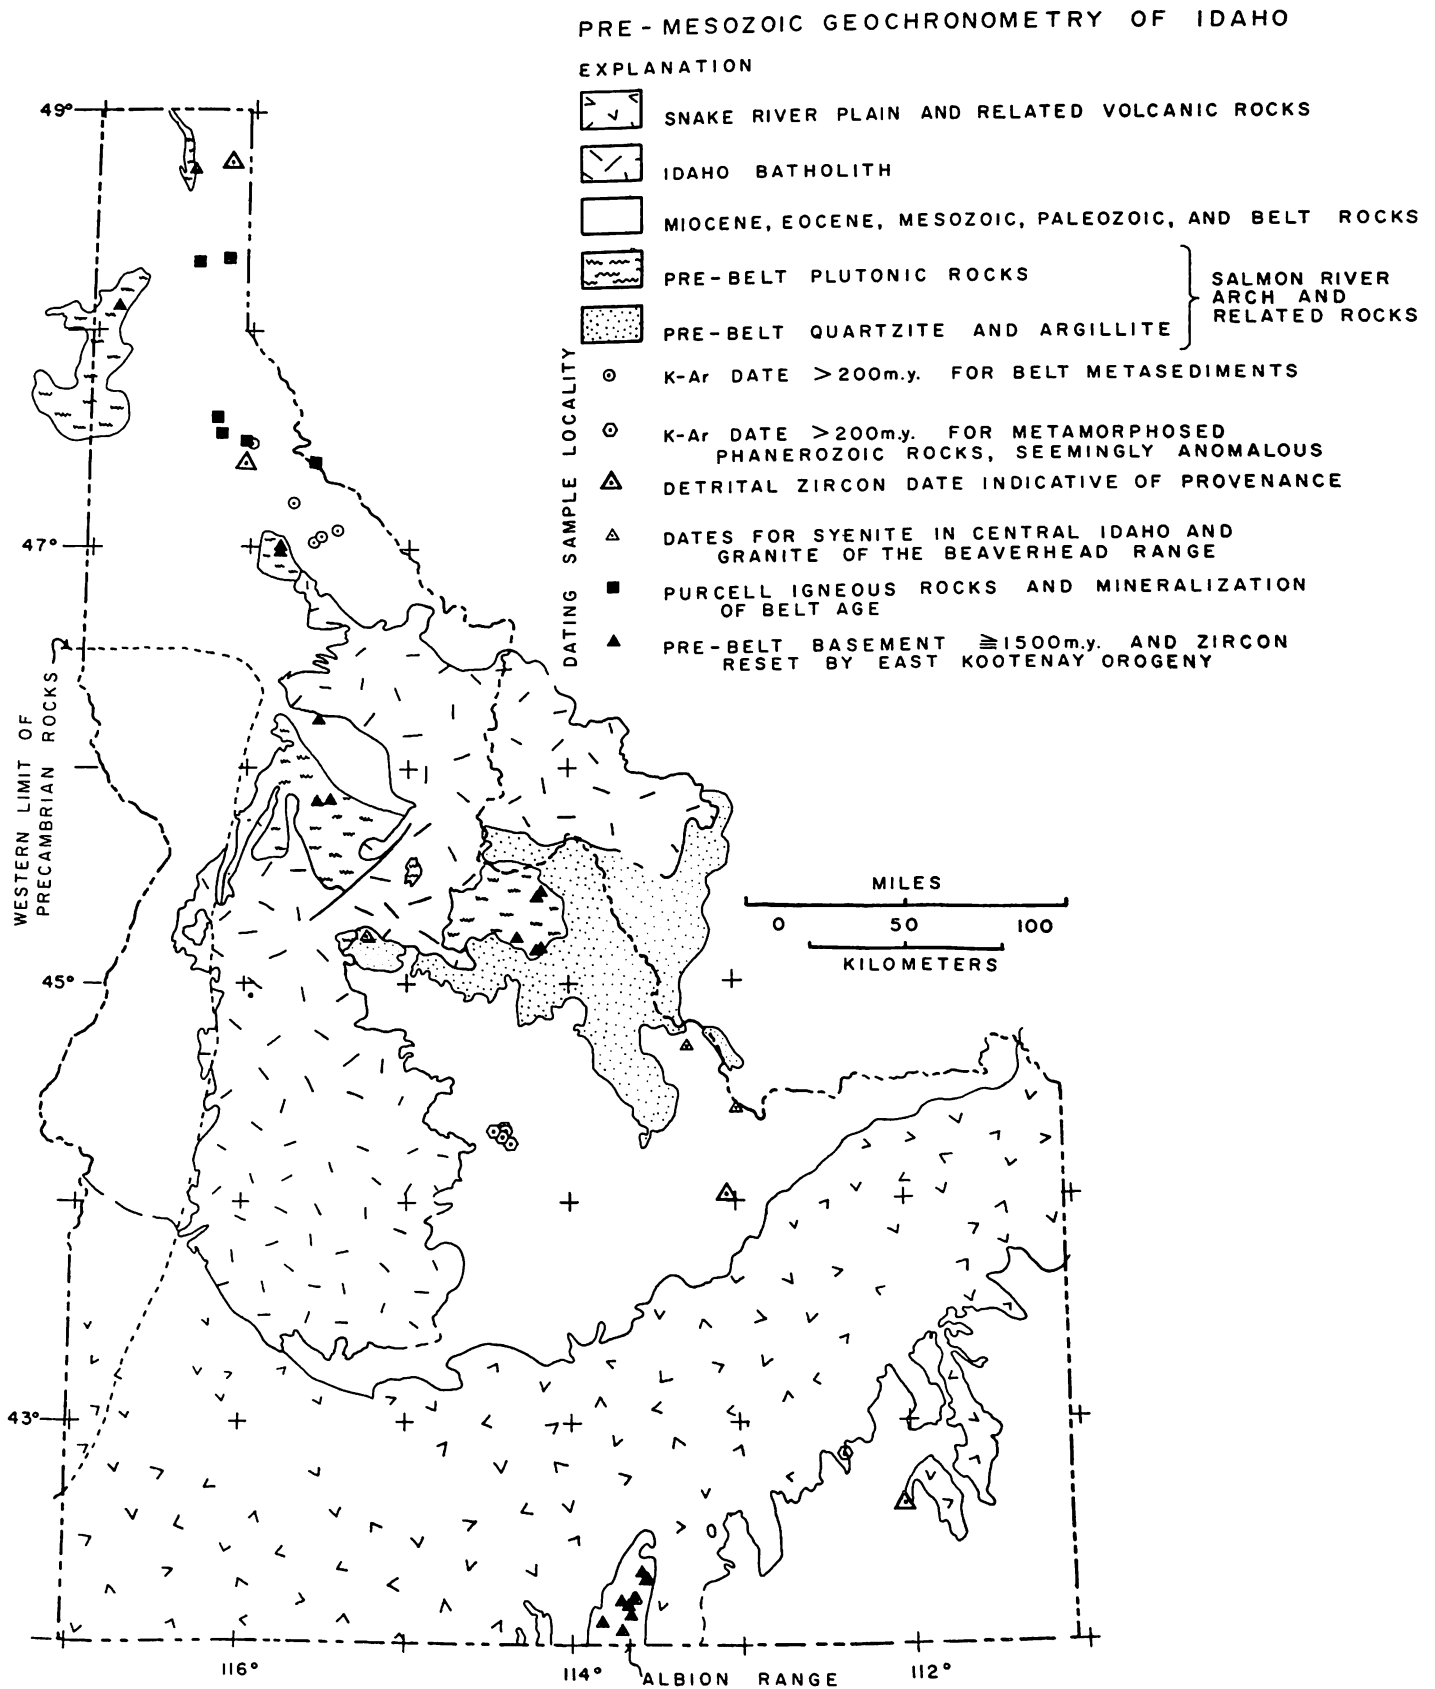 PRE-MESOZOIC GEOCHRONOMETRY OF IDAHO
EXPLANATION
SNAKE RIVER PLAIN AND RELATED VOLCANIC ROCKS
IDAHO BATHOLITH
MIOCENE, EOCENE, MESOZOIC, PALEOZOIC, AND BELT ROCKS
PRE-BELT PLUTONIC ROCKS
PRE-BELT QUARTZITE AND ARGILLITE
SALMON RIVER
ARCH AND
RELATED ROCKS
DATING SAMPLE LOCALITY
K-Ar DATE >200m.y. FOR BELT METASEDIMENTS
K-Ar DATE >200m.y. FOR METAMORPHOSED
PHANEROZOIC ROCKS, SEEMINGLY ANOMALOUS
DETRITAL ZIRCON DATE INDICATIVE OF PROVENANCE
DATES FOR SYENITE IN CENTRAL IDAHO AND
GRANITE OF THE BEAVERHEAD RANGE
PURCELL IGNEOUS ROCKS AND MINERALIZATION
OF BELT AGE
PRE-BELT BASEMENT ≧1500m.y. AND ZIRCON
RESET BY EAST KOOTENAY OROGENY
49°
47°
WESTERN LIMIT OF
PRECAMBRIAN ROCKS
MILES
0 50 100
KILOMETERS
45°
43°
116°
114°
112°
ALBION RANGE